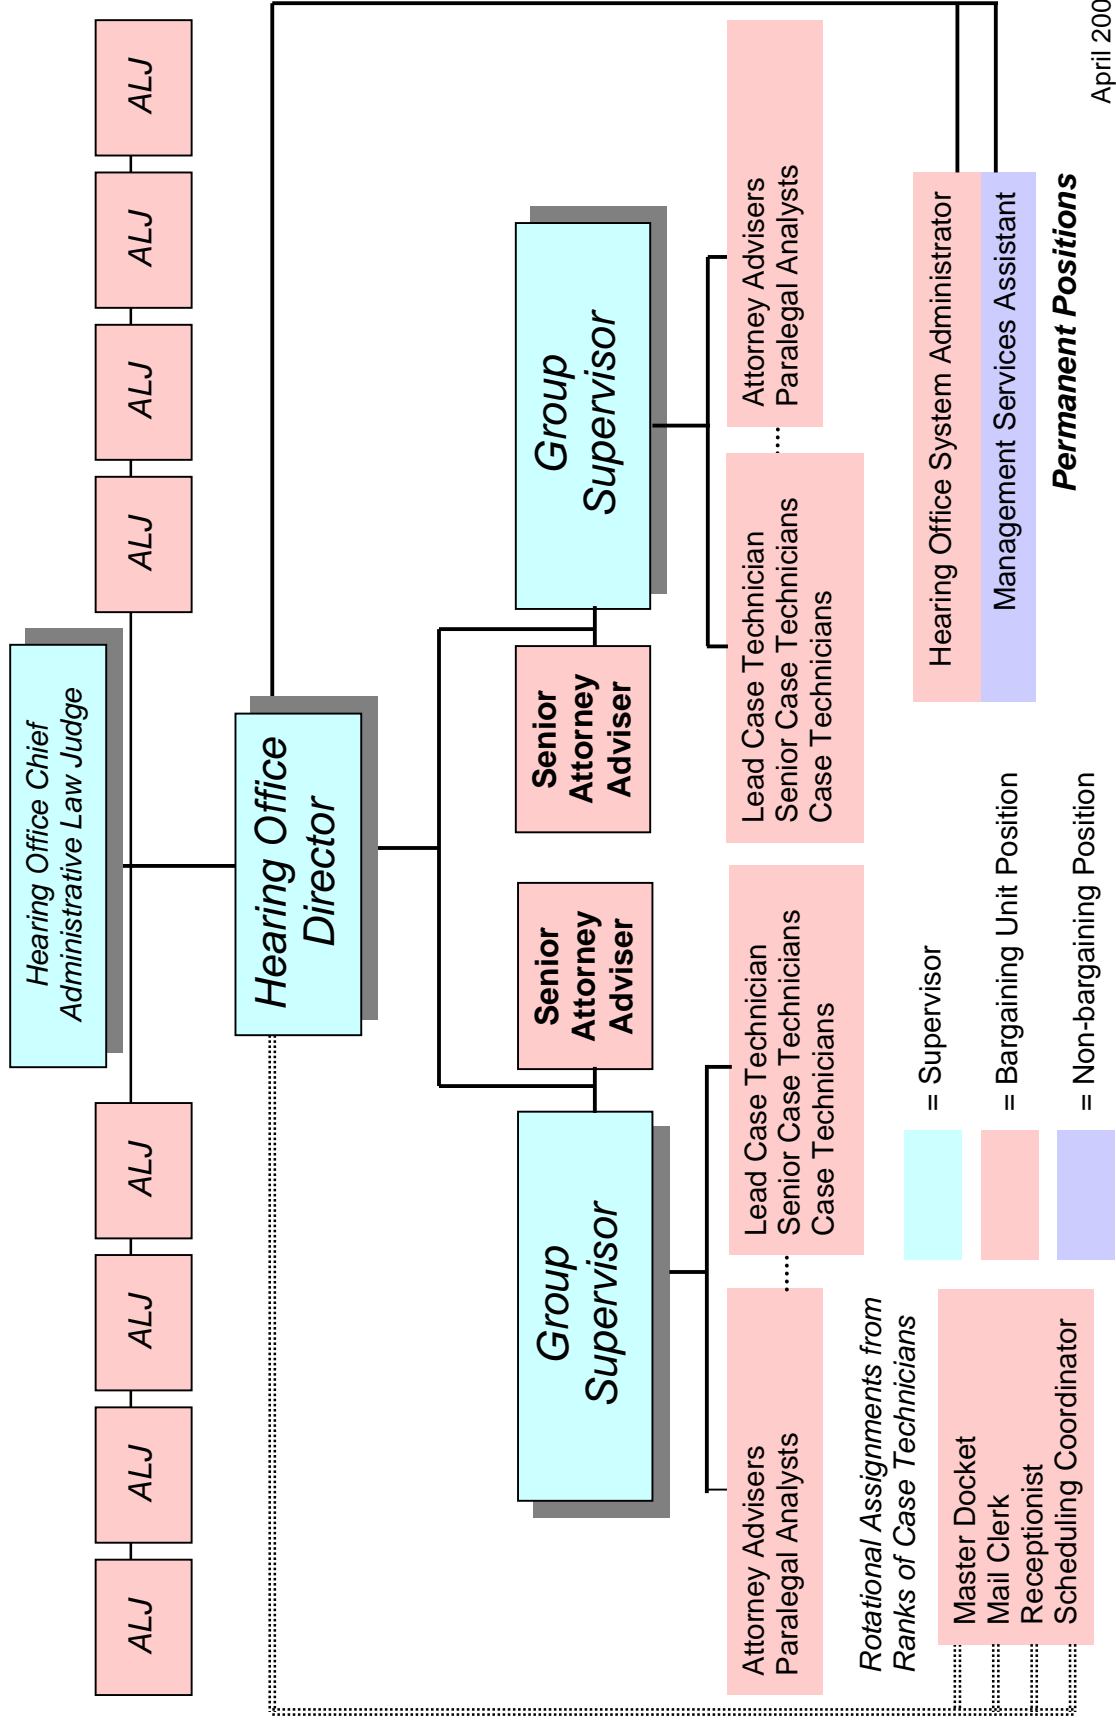 Hearing Office Chief
Administrative Law Judge
ALJ
ALJ
ALJ
ALJ
ALJ
ALJ
ALJ
ALJ
Hearing Office
Director
Group
Supervisor
Senior
Attorney
Adviser
Senior
Attorney
Adviser
Group
Supervisor
Attorney Advisers
Paralegal Analysts
Lead Case Technician
Senior Case Technicians
Case Technicians
Lead Case Technician
Senior Case Technicians
Case Technicians
Attorney Advisers
Paralegal Analysts
Rotational Assignments from
Ranks of Case Technicians
Master Docket
Mail Clerk
Receptionist
Scheduling Coordinator
= Supervisor
= Bargaining Unit Position
= Non-bargaining Position
Hearing Office System Administrator
Management Services Assistant
Permanent Positions
April 200